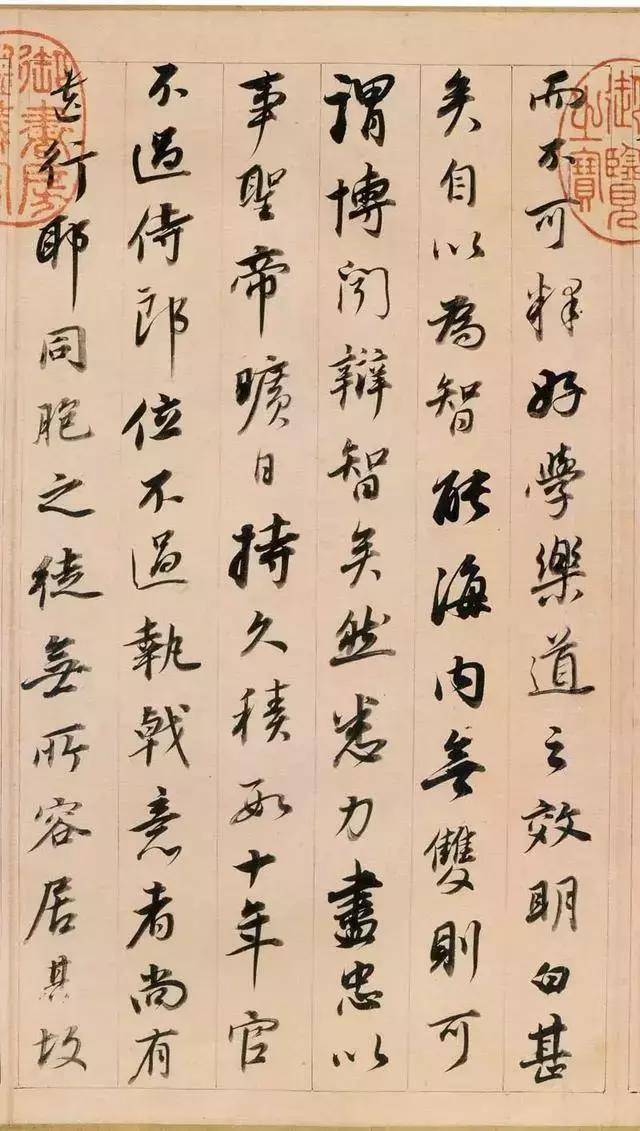 而不可釋好學樂道之效明白甚
矣自以為智能海內無雙則可
謂博聞辯智矣然悉力盡忠以
事聖帝曠日持久積數十年官
不過侍郎位不過執戟意者尚有
遺行耶同胞之徒無所容居其故
御覽之寶
御書房